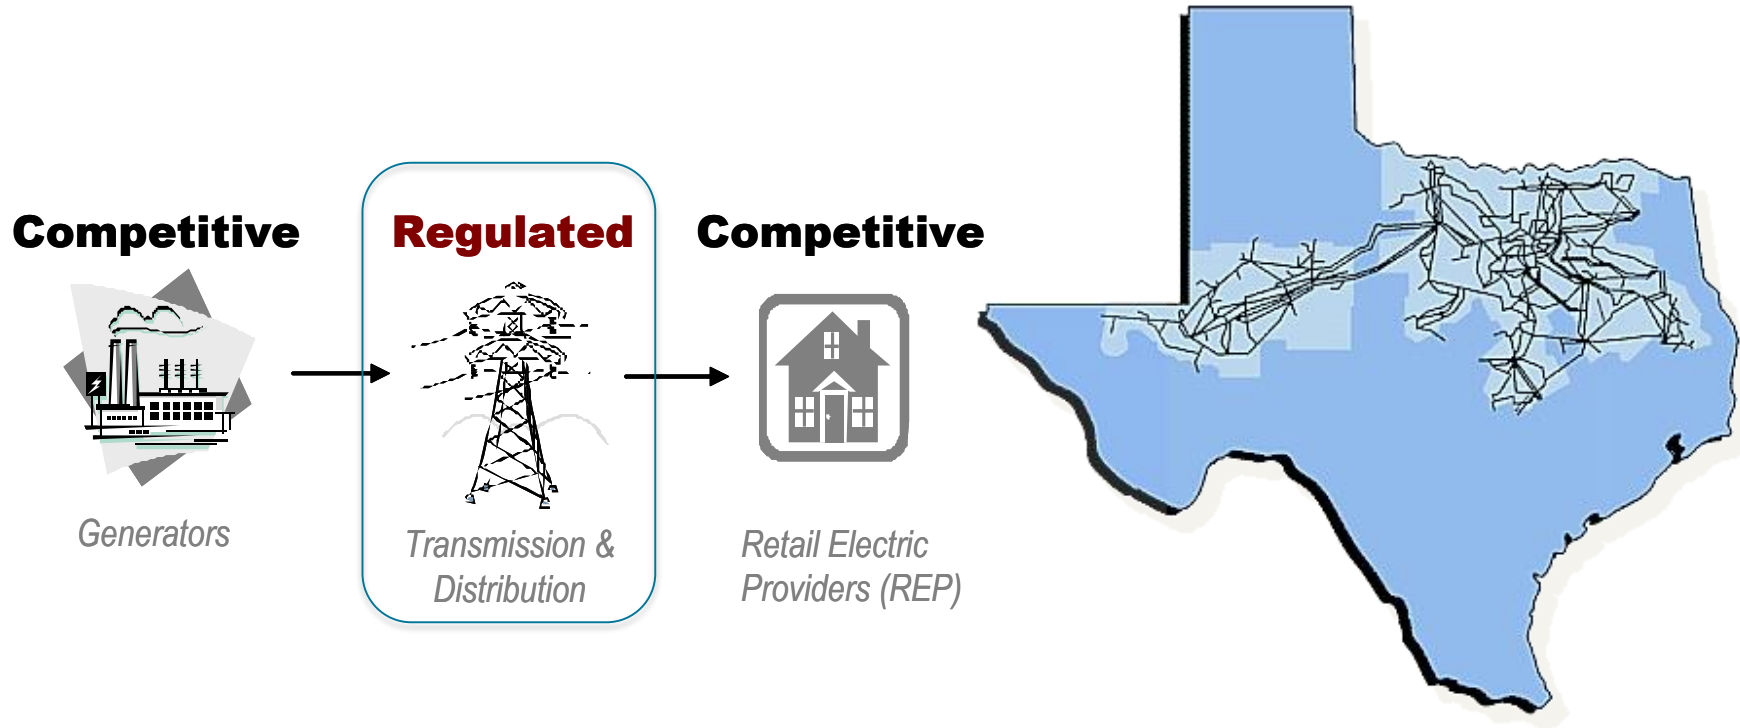 Competitive
Generators
Regulated
Transmission &
Distribution
Competitive
Retail Electric
Providers (REP)